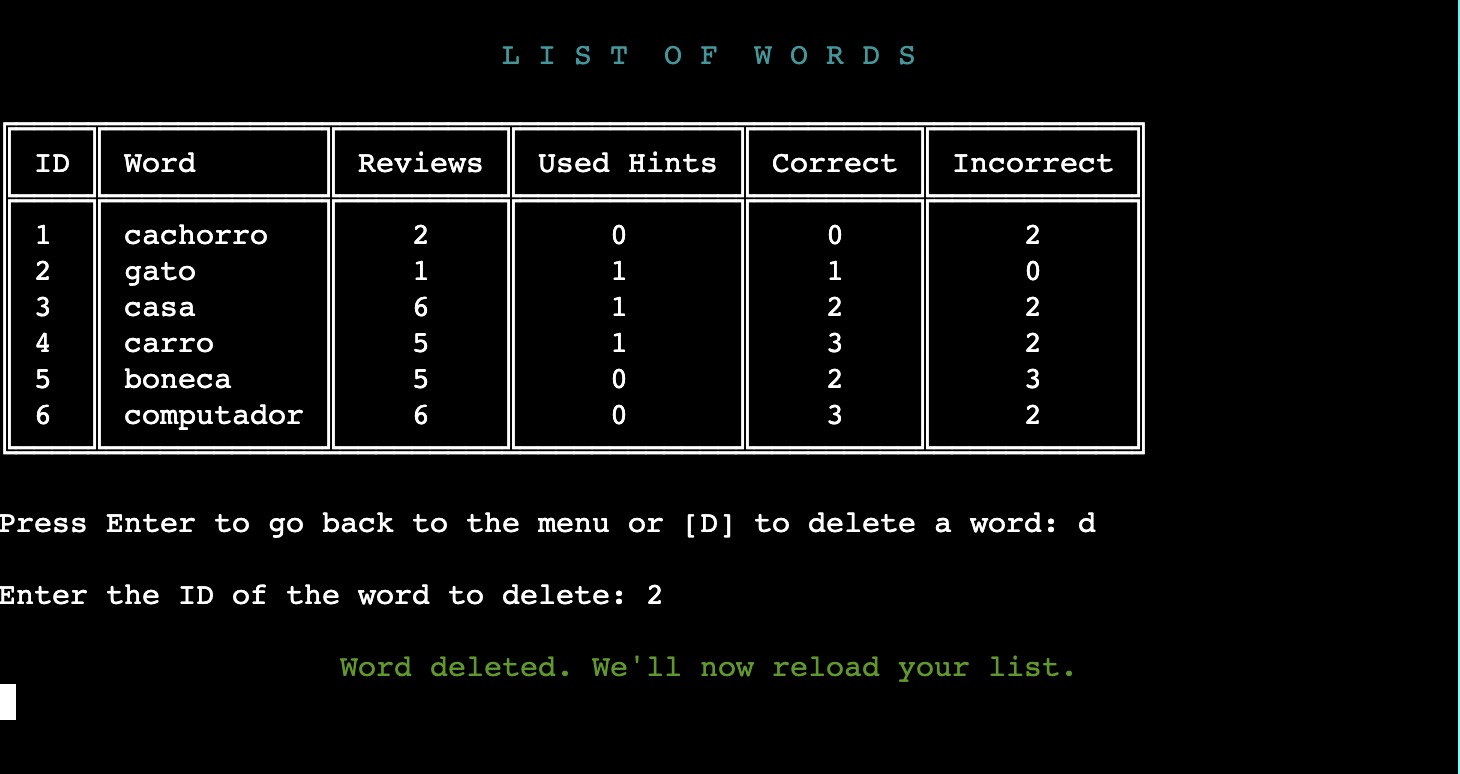 L I S T  O F  W O R D S
ID Word Reviews Used Hints Correct Incorrect
1 cachorro 2 0 0 2
2 gato 1 1 1 0
3 casa 6 1 2 2
4 carro 5 1 3 2
5 boneca 5 0 2 3
6 computador 6 0 3 2
Press Enter to go back to the menu or [D] to delete a word: d
Enter the ID of the word to delete: 2
Word deleted. We'll now reload your list.